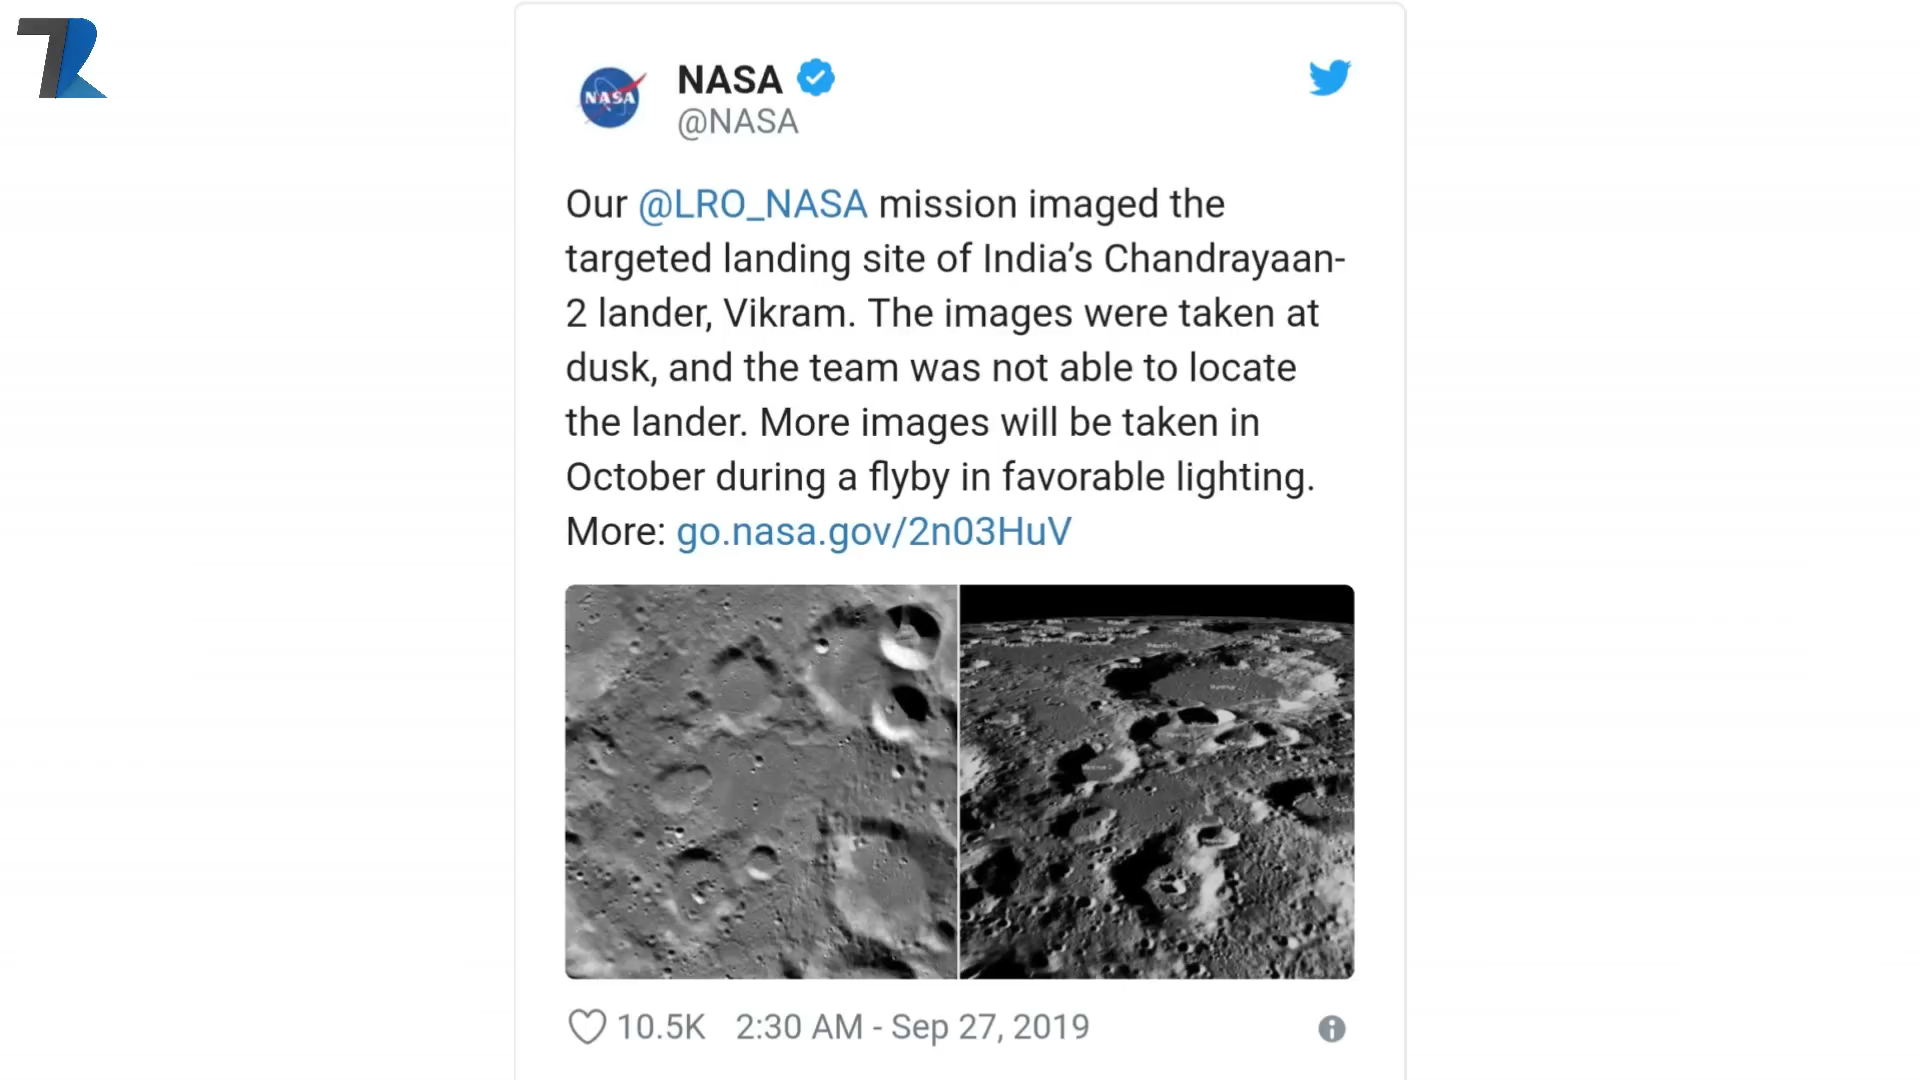 NASA
NASA
@NASA
Our @LRO_NASA mission imaged the
targeted landing site of India’s Chandrayaan-
2 lander, Vikram. The images were taken at
dusk, and the team was not able to locate
the lander. More images will be taken in
October during a flyby in favorable lighting.
More: go.nasa.gov/2n03HuV
10.5K 2:30 AM - Sep 27, 2019